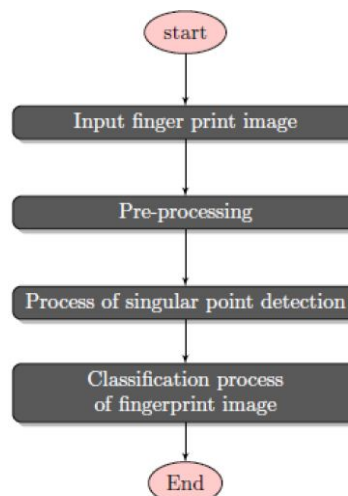 start
Input finger print image
Pre-processing
Process of singular point detection
Classification process
of fingerprint image
End